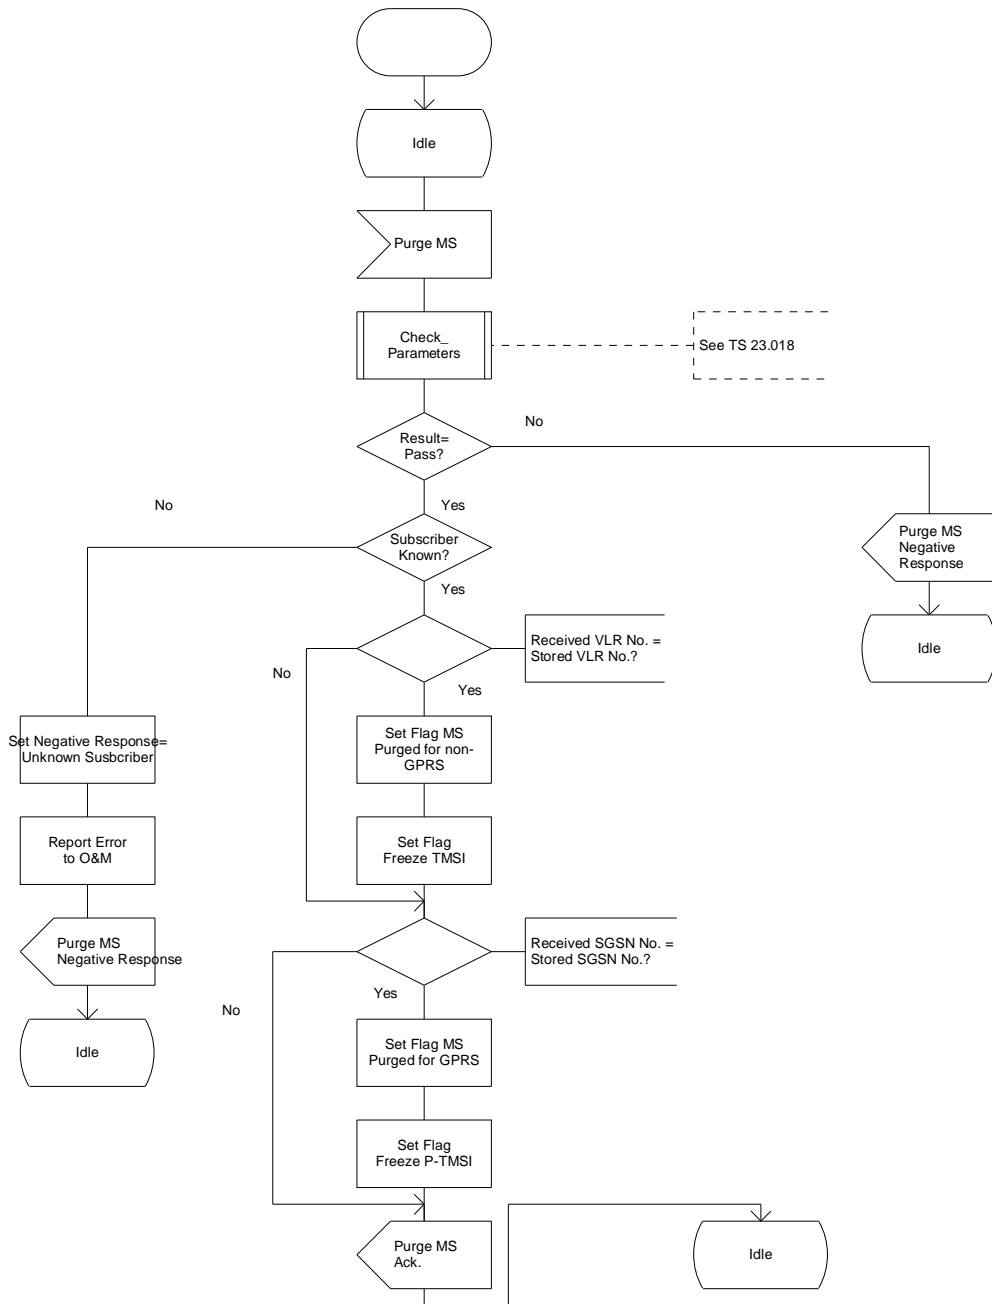 Idle
Purge MS
Check_
Parameters
See TS 23.018
Result=
Pass?
No
Yes
No
Subscriber
Known?
Purge MS
Negative
Response
Yes
Received VLR No. =
Stored VLR No.?
Idle
No
Yes
Set Negative Response=
Unknown Susbcriber
Set Flag MS
Purged for non-
GPRS
Report Error
to O&M
Set Flag
Freeze TMSI
Purge MS
Negative Response
Received SGSN No. =
Stored SGSN No.?
Yes
No
Idle
Set Flag MS
Purged for GPRS
Set Flag
Freeze P-TMSI
Purge MS
Ack.
Idle